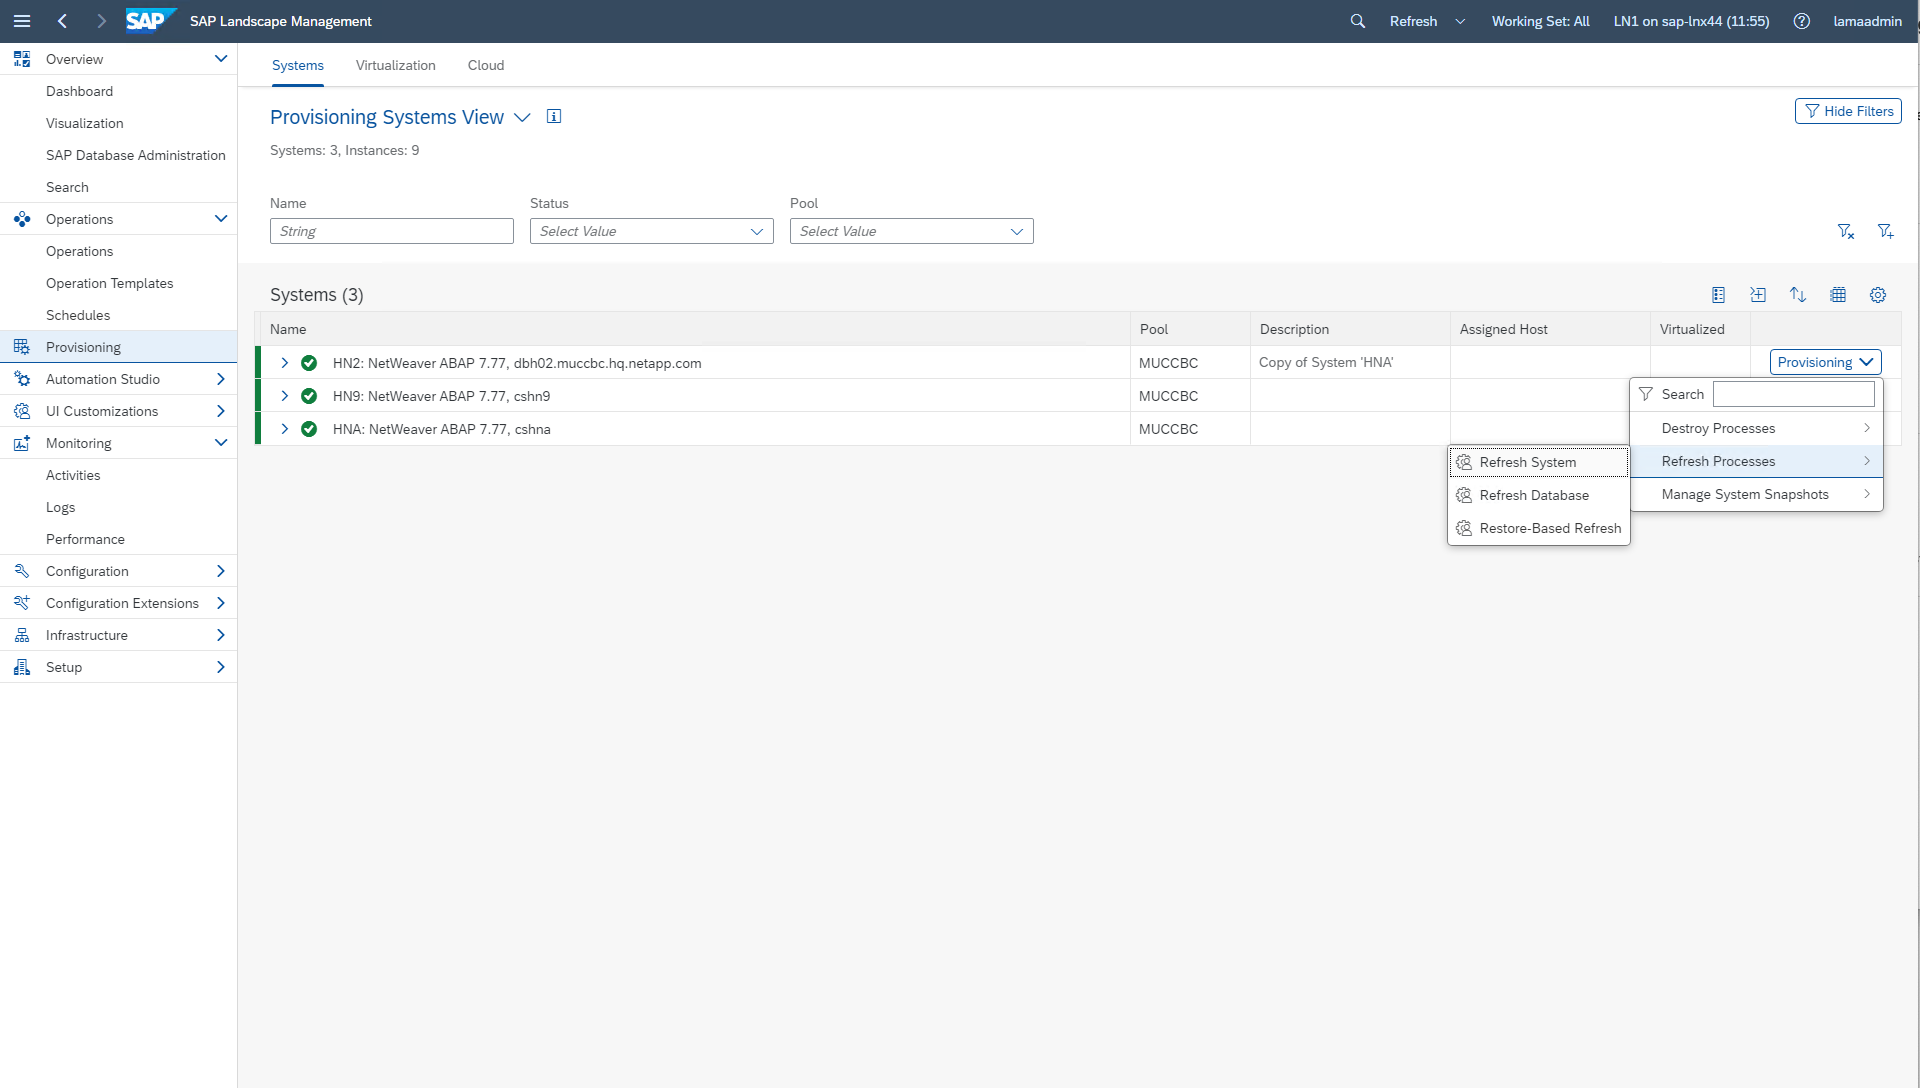 SAP SAP Landscape Management Refresh Working Set: All LN1 on sap-lnx44 (11:55) lamaadmin
Overview
Dashboard
Visualization
SAP Database Administration
Search
Operations
Operations
Operation Templates
Schedules
Provisioning
Automation Studio
UI Customizations
Monitoring
Activities
Logs
Performance
Configuration
Configuration Extensions
Infrastructure
Setup
Systems Virtualization Cloud
Provisioning Systems View
Hide Filters
Systems: 3, Instances: 9
Name Status Pool
String Select Value Select Value
Systems (3)
Name Pool Description Assigned Host Virtualized
HN2: NetWeaver ABAP 7.77, dbh02.muccbc.hq.netapp.com MUCCBC Copy of System 'HNA' Provisioning
HN9: NetWeaver ABAP 7.77, cshn9 MUCCBC
HNA: NetWeaver ABAP 7.77, cshna MUCCBC
Search
Destroy Processes
Refresh Processes
Manage System Snapshots
Refresh System
Refresh Database
Restore-Based Refresh